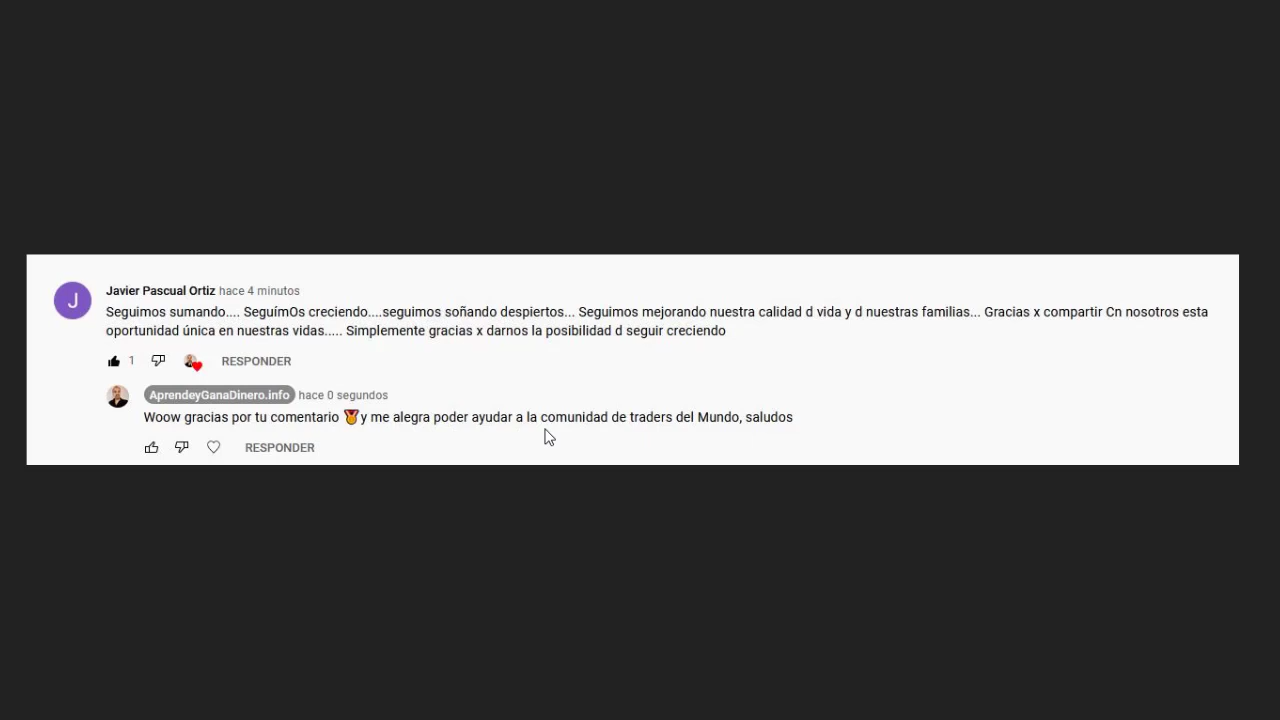 J
Javier Pascual Ortiz hace 4 minutos
Seguimos sumando.... SeguímOs creciendo....seguimos soñando despiertos... Seguimos mejorando nuestra calidad d vida y d nuestras familias... Gracias x compartir Cn nosotros esta
oportunidad única en nuestras vidas..... Simplemente gracias x darnos la posibilidad d seguir creciendo
1 RESPONDER
AprendeyGanaDinero.info hace 0 segundos
Woow gracias por tu comentario 🏅y me alegra poder ayudar a la comunidad de traders del Mundo, saludos
RESPONDER